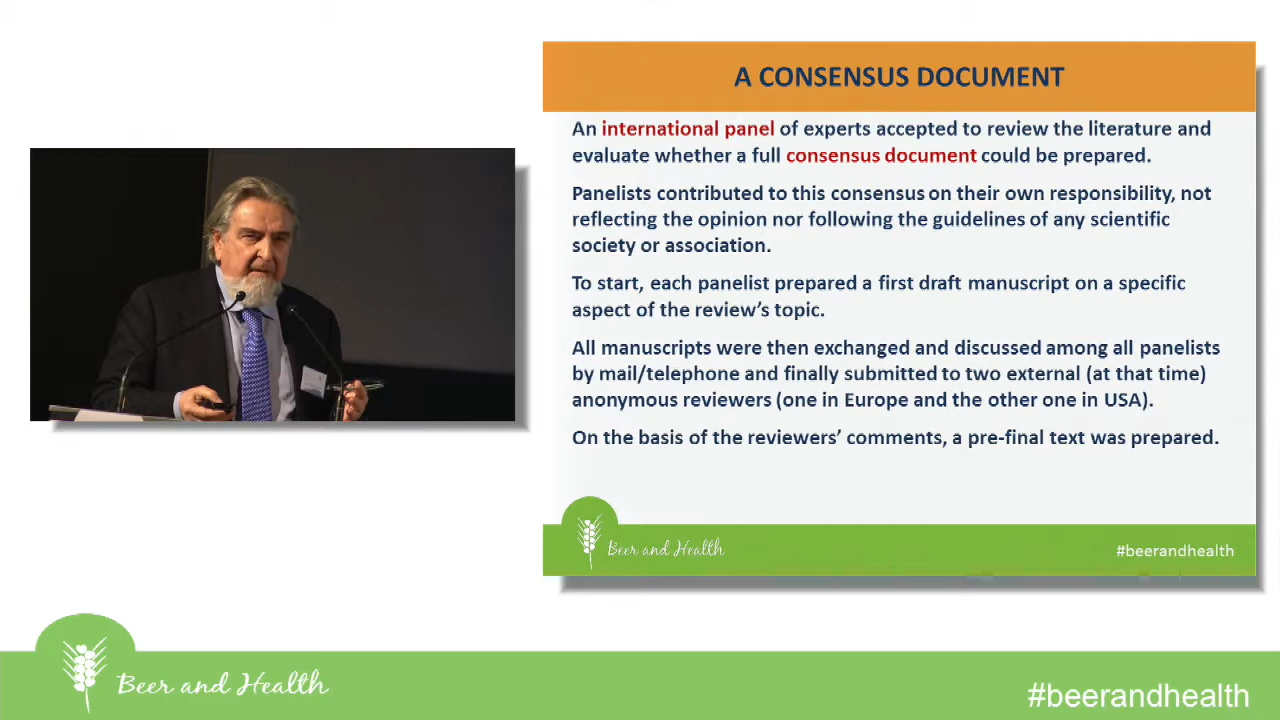 A CONSENSUS DOCUMENT
An international panel of experts accepted to review the literature and
evaluate whether a full consensus document could be prepared.
Panelists contributed to this consensus on their own responsibility, not
reflecting the opinion nor following the guidelines of any scientific
society or association.
To start, each panelist prepared a first draft manuscript on a specific
aspect of the review's topic.
All manuscripts were then exchanged and discussed among all panelists
by mail/telephone and finally submitted to two external (at that time)
anonymous reviewers (one in Europe and the other one in USA).
On the basis of the reviewers' comments, a pre-final text was prepared.
Beer and Health
#beerandhealth
Beer and Health
#beerandhealth